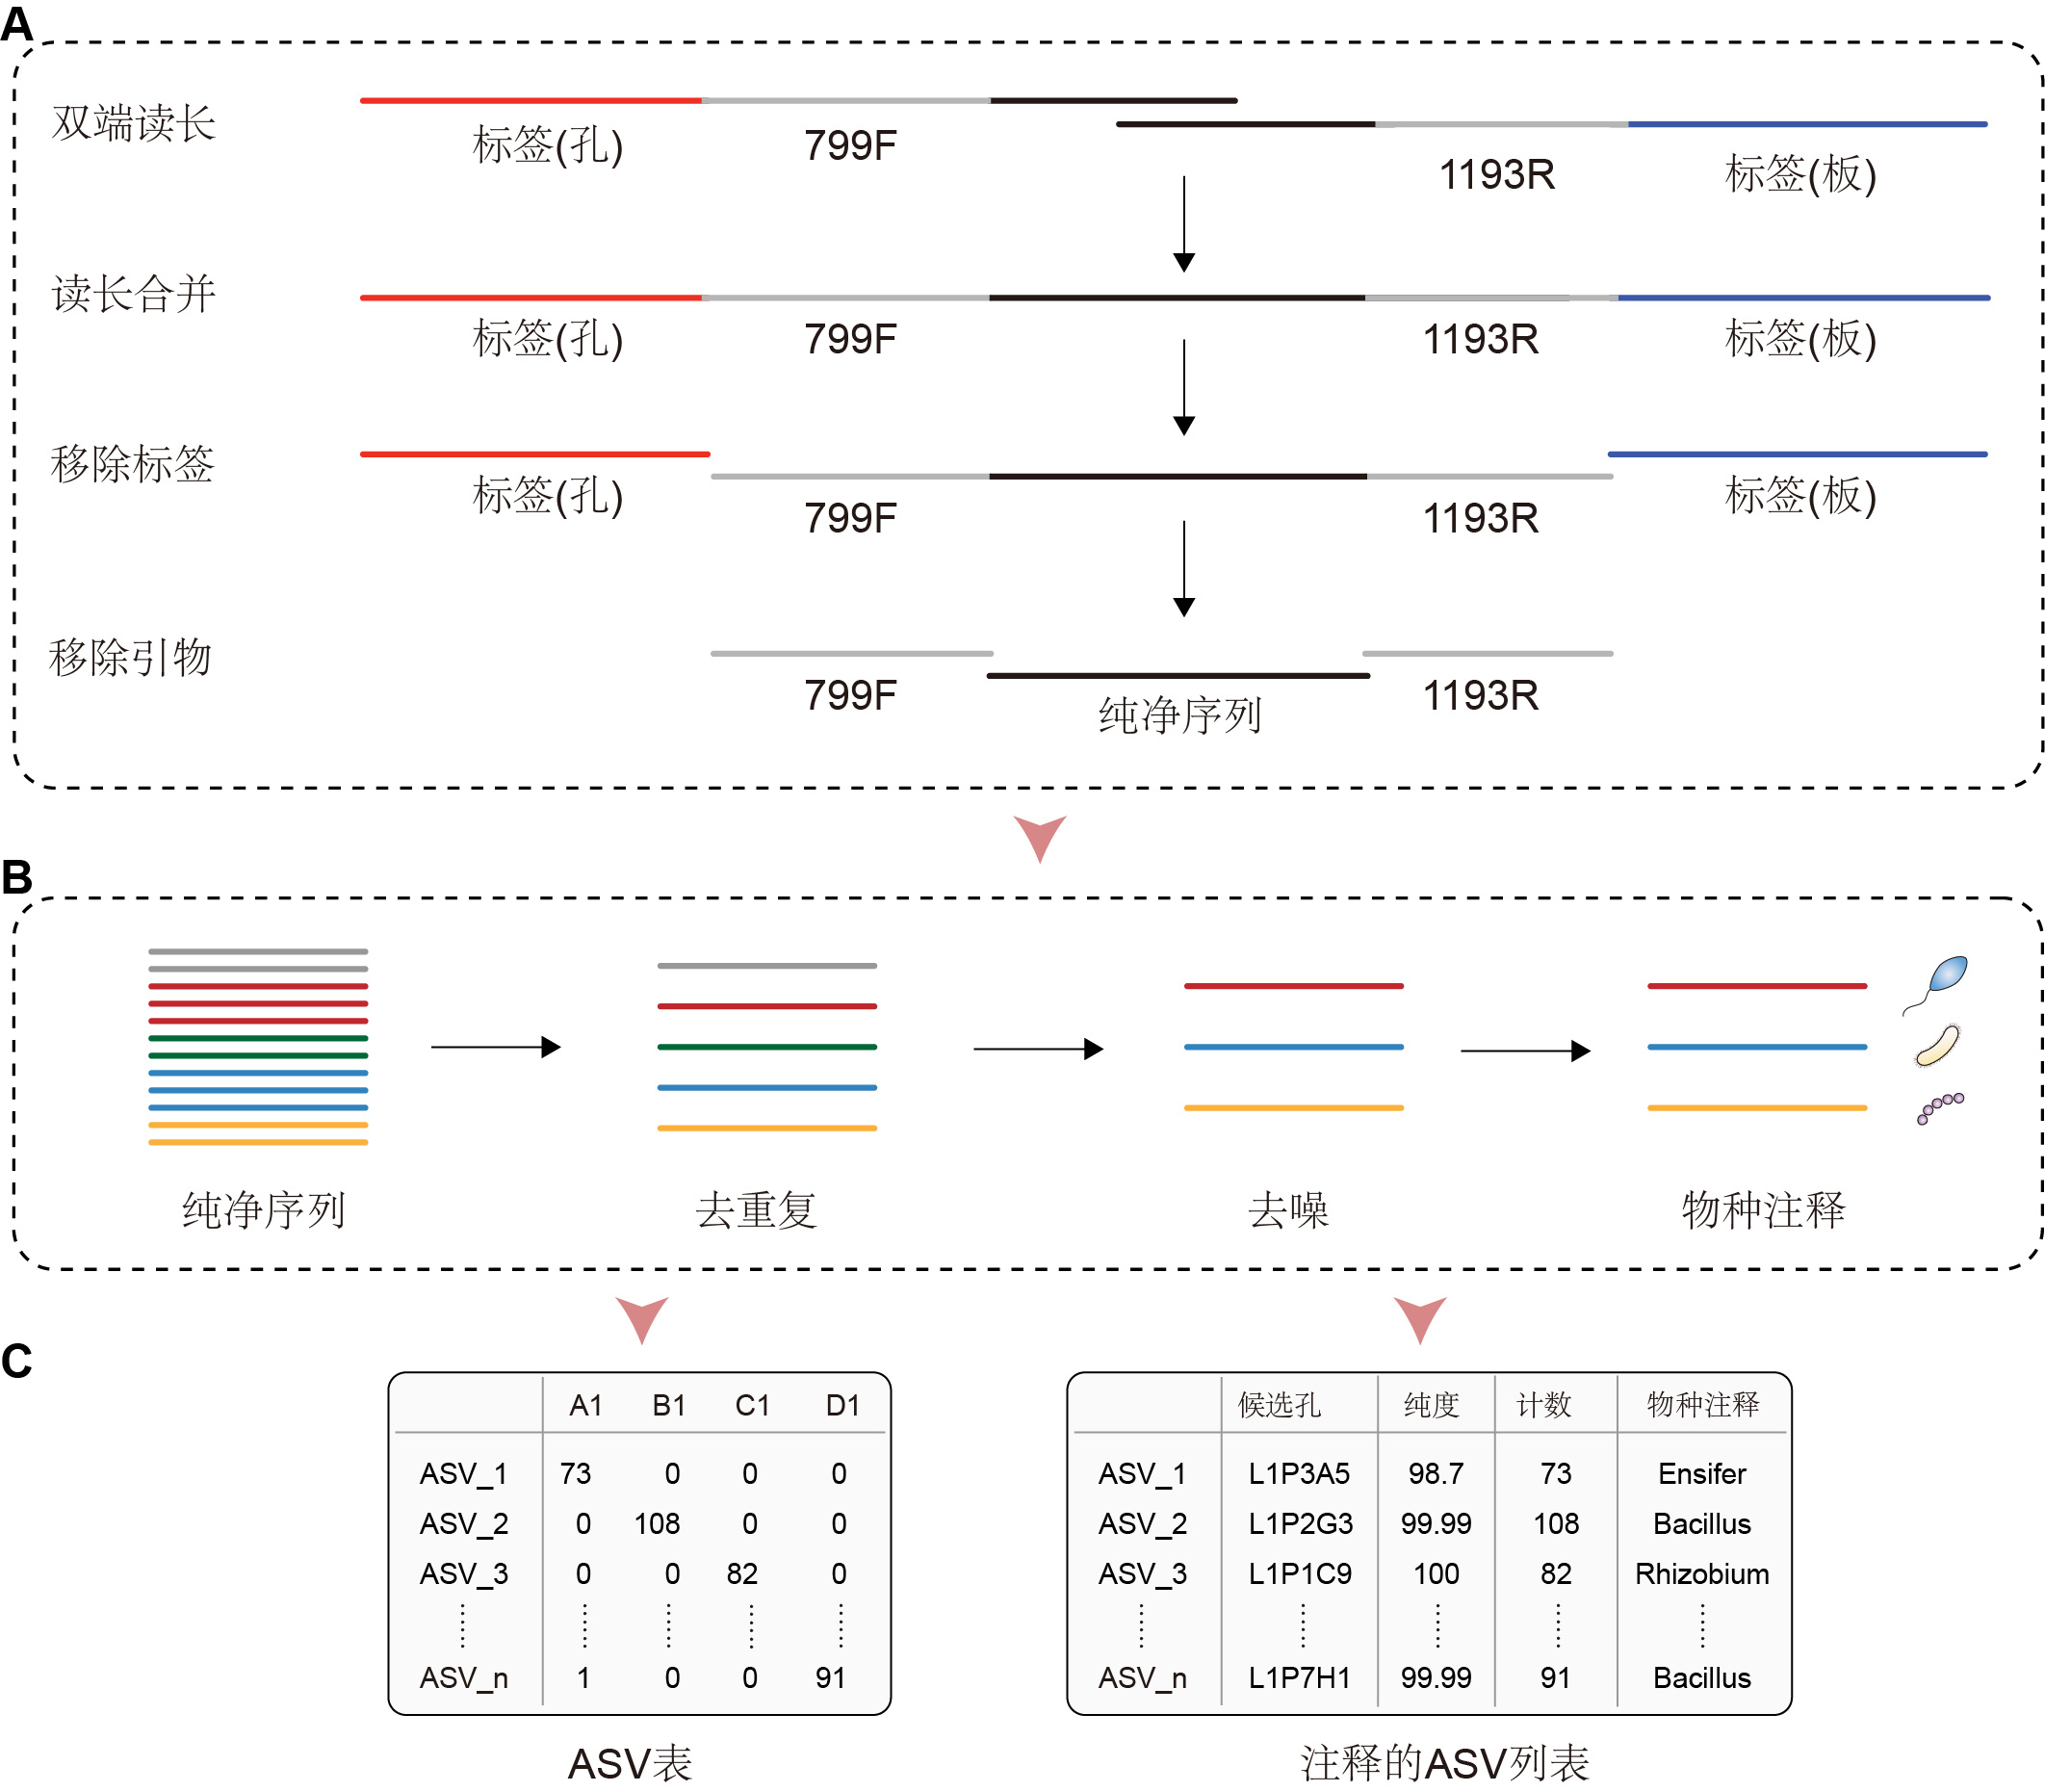 A
双端读长
标签(孔)
799F
1193R
标签(板)
读长合并
标签(孔)
799F
1193R
标签(板)
移除标签
标签(孔)
799F
1193R
标签(板)
移除引物
799F
纯净序列
1193R
B
纯净序列
去重复
去噪
物种注释
C
A1 B1 C1 D1
ASV_1 73 0 0 0
ASV_2 0 108 0 0
ASV_3 0 0 82 0
ASV_n 1 0 0 91
ASV表
候选孔 纯度 计数 物种注释
ASV_1 L1P3A5 98.7 73 Ensifer
ASV_2 L1P2G3 99.99 108 Bacillus
ASV_3 L1P1C9 100 82 Rhizobium
ASV_n L1P7H1 99.99 91 Bacillus
注释的ASV列表